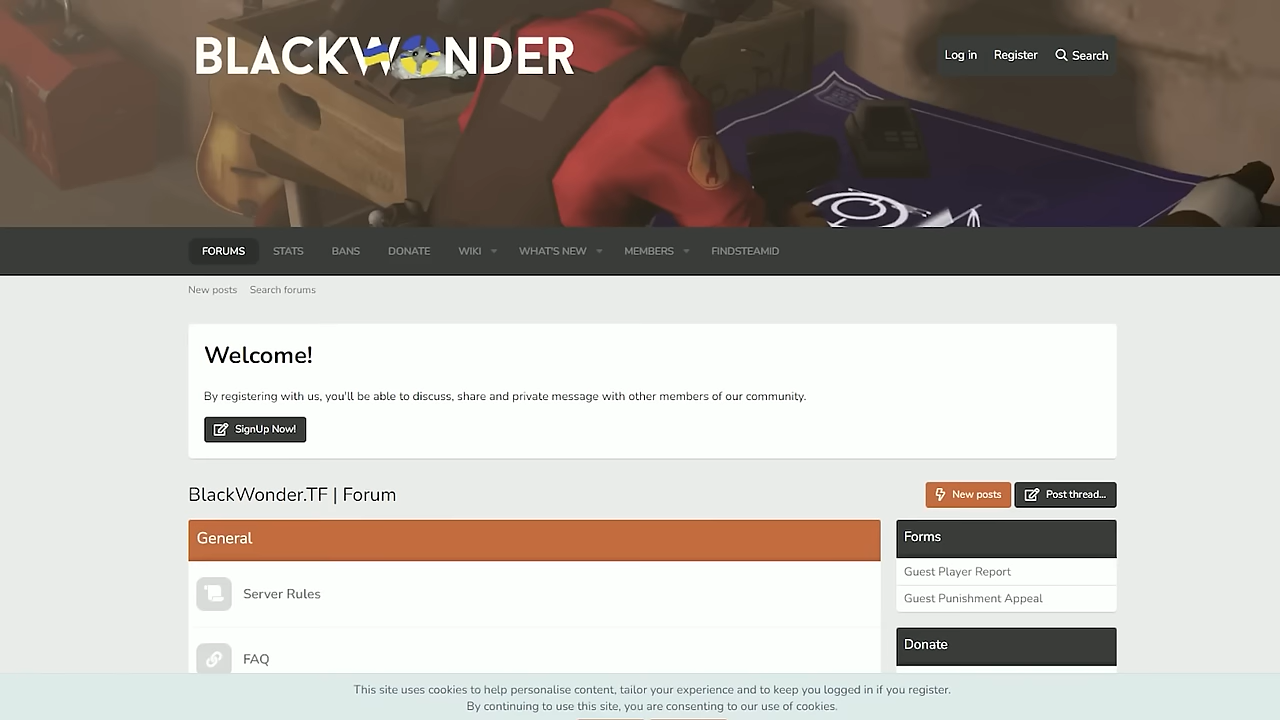 BLACKWONDER
Log in Register Search
FORUMS STATS BANS DONATE WIKI WHAT'S NEW MEMBERS FINDSTEAMID
New posts Search forums
Welcome!
By registering with us, you'll be able to discuss, share and private message with other members of our community.
SignUp Now!
BlackWonder.TF | Forum
New posts Post thread...
General
Server Rules
FAQ
Forms
Guest Player Report
Guest Punishment Appeal
Donate
This site uses cookies to help personalise content, tailor your experience and to keep you logged in if you register.
By continuing to use this site, you are consenting to our use of cookies.